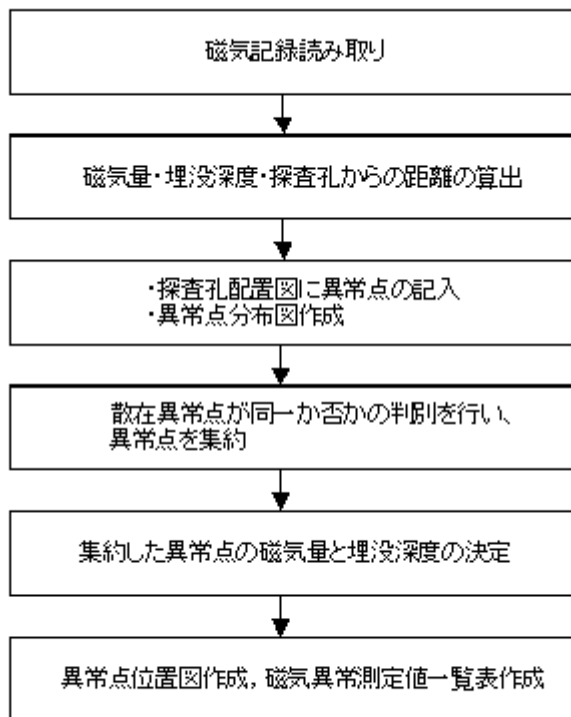 磁気記録読み取り
磁気量・埋没深度・探査孔からの距離の算出
・探査孔配置図に異常点の記入
・異常点分布図作成
散在異常点が同一か否かの判別を行い、
異常点を集約
集約した異常点の磁気量と埋没深度の決定
異常点位置図作成，磁気異常測定値一覧表作成